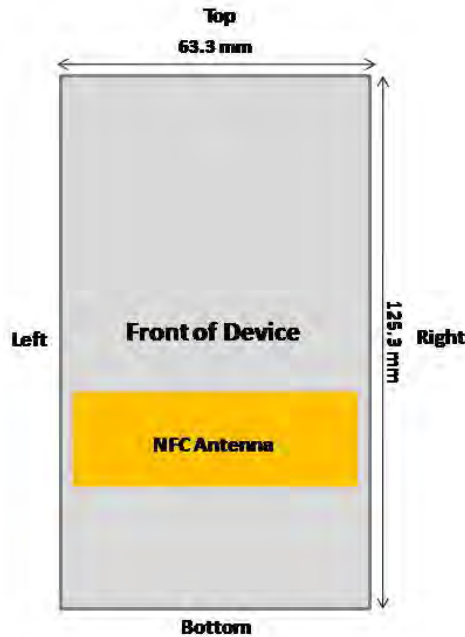 Top
63.3 mm
Left
Front of Device
125.3 mm
Right
NFC Antenna
Bottom